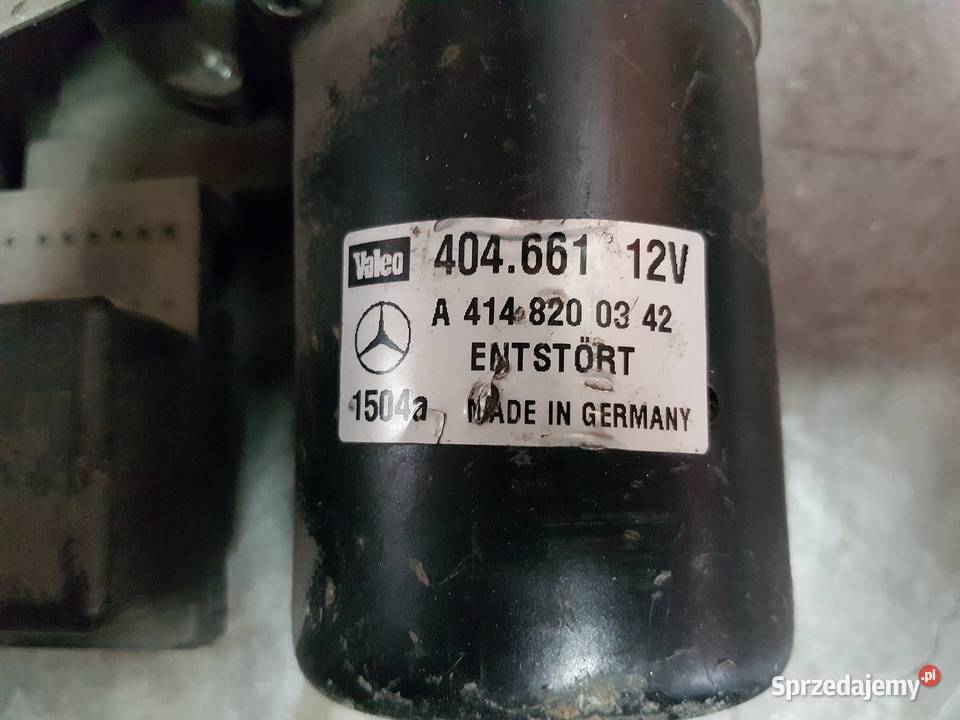 Valeo 404.661 12V
A 414 820 03 42
ENTSTÖRT
1504a MADE IN GERMANY
Sprzedajemy.pl